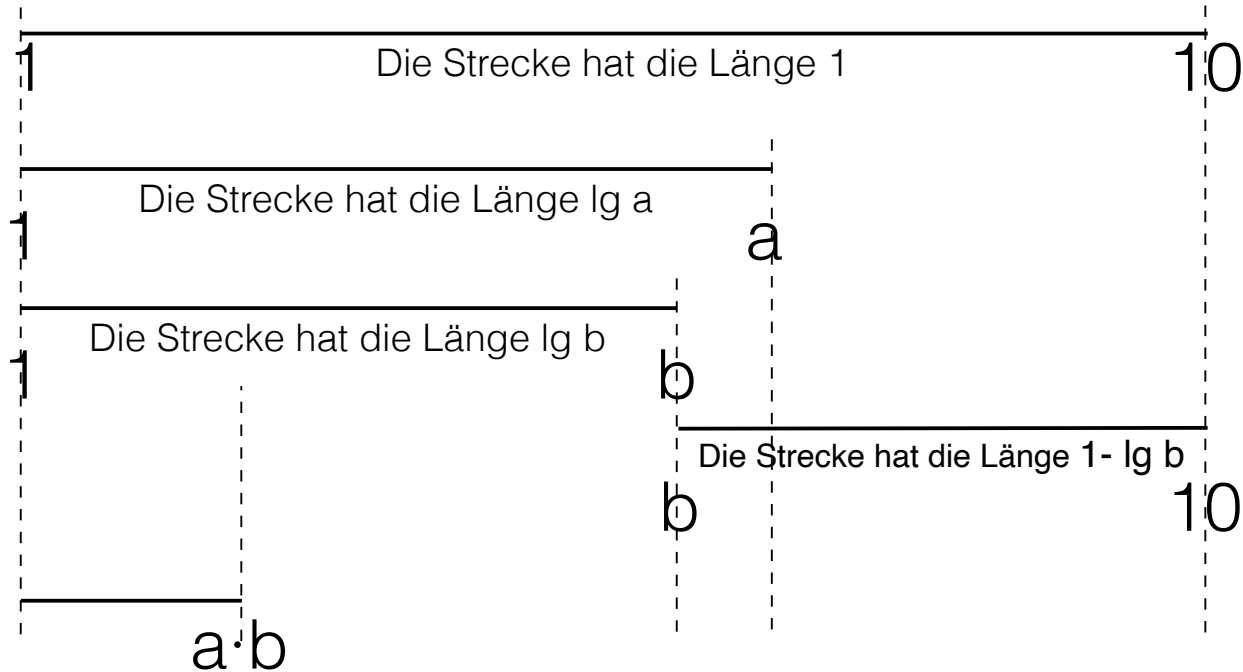 1 10
Die Strecke hat die Länge 1
Die Strecke hat die Länge lg a
1 a
Die Strecke hat die Länge lg b
1 b
Die Strecke hat die Länge 1- lg b
b 10
a·b